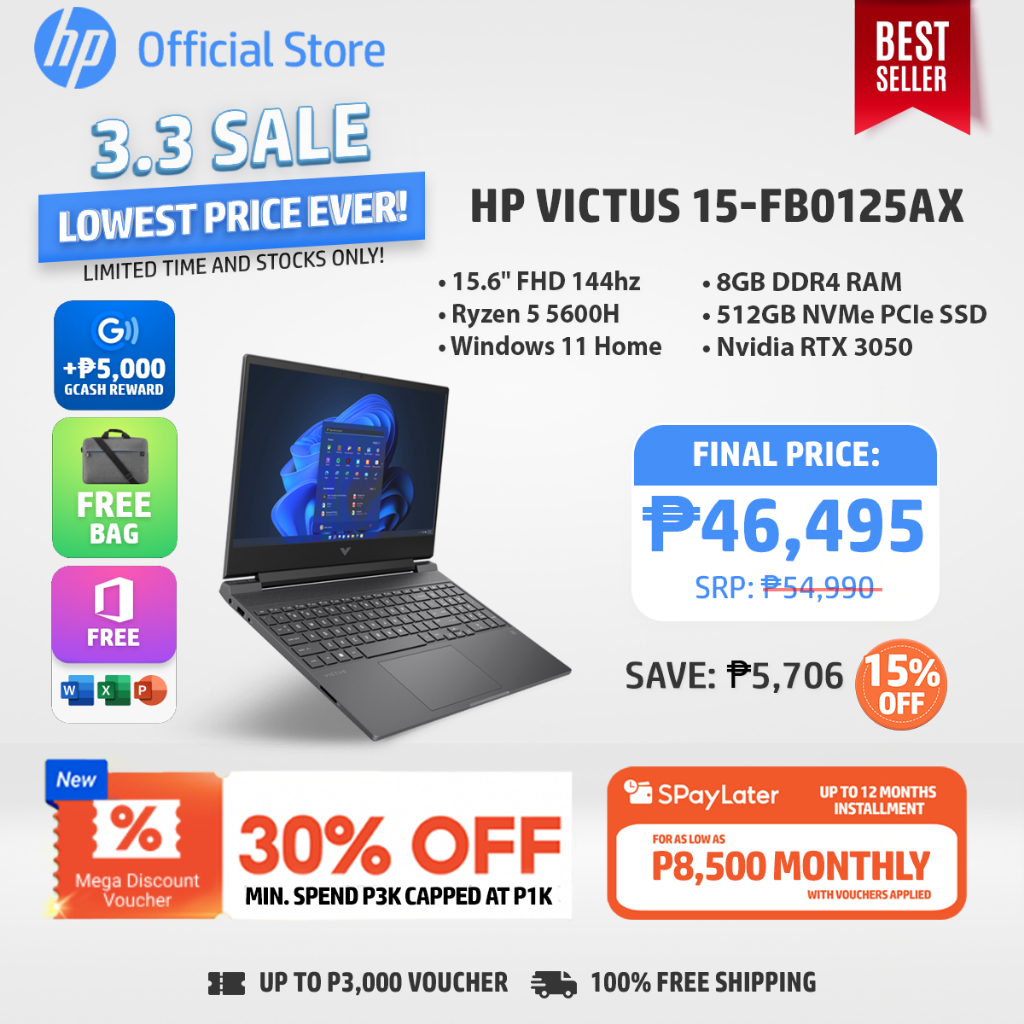 hp Official Store
BEST
SELLER
3.3 SALE
LOWEST PRICE EVER!
LIMITED TIME AND STOCKS ONLY!
HP VICTUS 15-FB0125AX
• 15.6" FHD 144hz
• Ryzen 5 5600H
• Windows 11 Home
• 8GB DDR4 RAM
• 512GB NVMe PCIe SSD
• Nvidia RTX 3050
G
+₱5,000
GCASH REWARD
FREE
BAG
FREE
W X P
VICTUS
FINAL PRICE:
₱46,495
SRP: ₱54,990
SAVE: ₱5,706
15%
OFF
New
%
Mega Discount
Voucher
30% OFF
MIN. SPEND P3K CAPPED AT P1K
SPayLater
UP TO 12 MONTHS
INSTALLMENT
FOR AS LOW AS
P8,500 MONTHLY
WITH VOUCHERS APPLIED
UP TO P3,000 VOUCHER
100% FREE SHIPPING